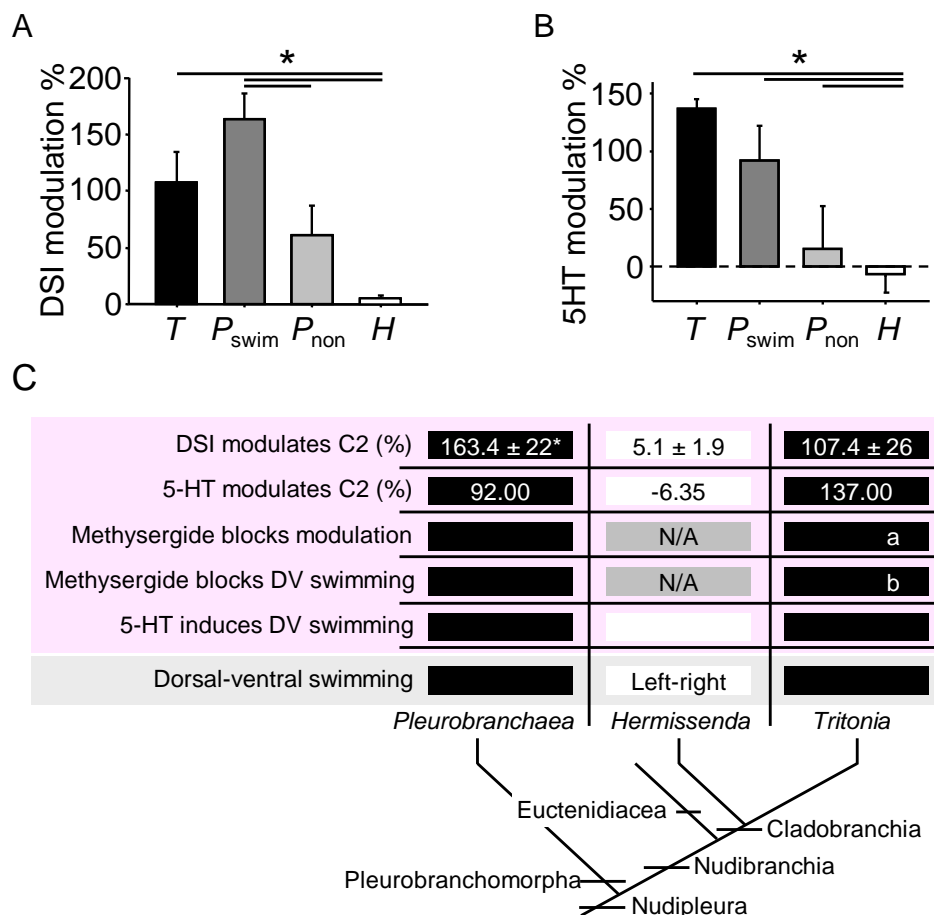 A
DSI modulation %
200
150
100
50
0
*
T Pswim Pnon H
B
5HT modulation %
150
100
50
0
*
T Pswim Pnon H
C
DSI modulates C2 (%) 163.4 ± 22* 5.1 ± 1.9 107.4 ± 26
5-HT modulates C2 (%) 92.00 -6.35 137.00
Methysergide blocks modulation N/A a
Methysergide blocks DV swimming N/A b
5-HT induces DV swimming
Dorsal-ventral swimming Left-right
Pleurobranchaea Hermissenda Tritonia
Euctenidiacea
Cladobranchia
Nudibranchia
Pleurobranchomorpha
Nudipleura